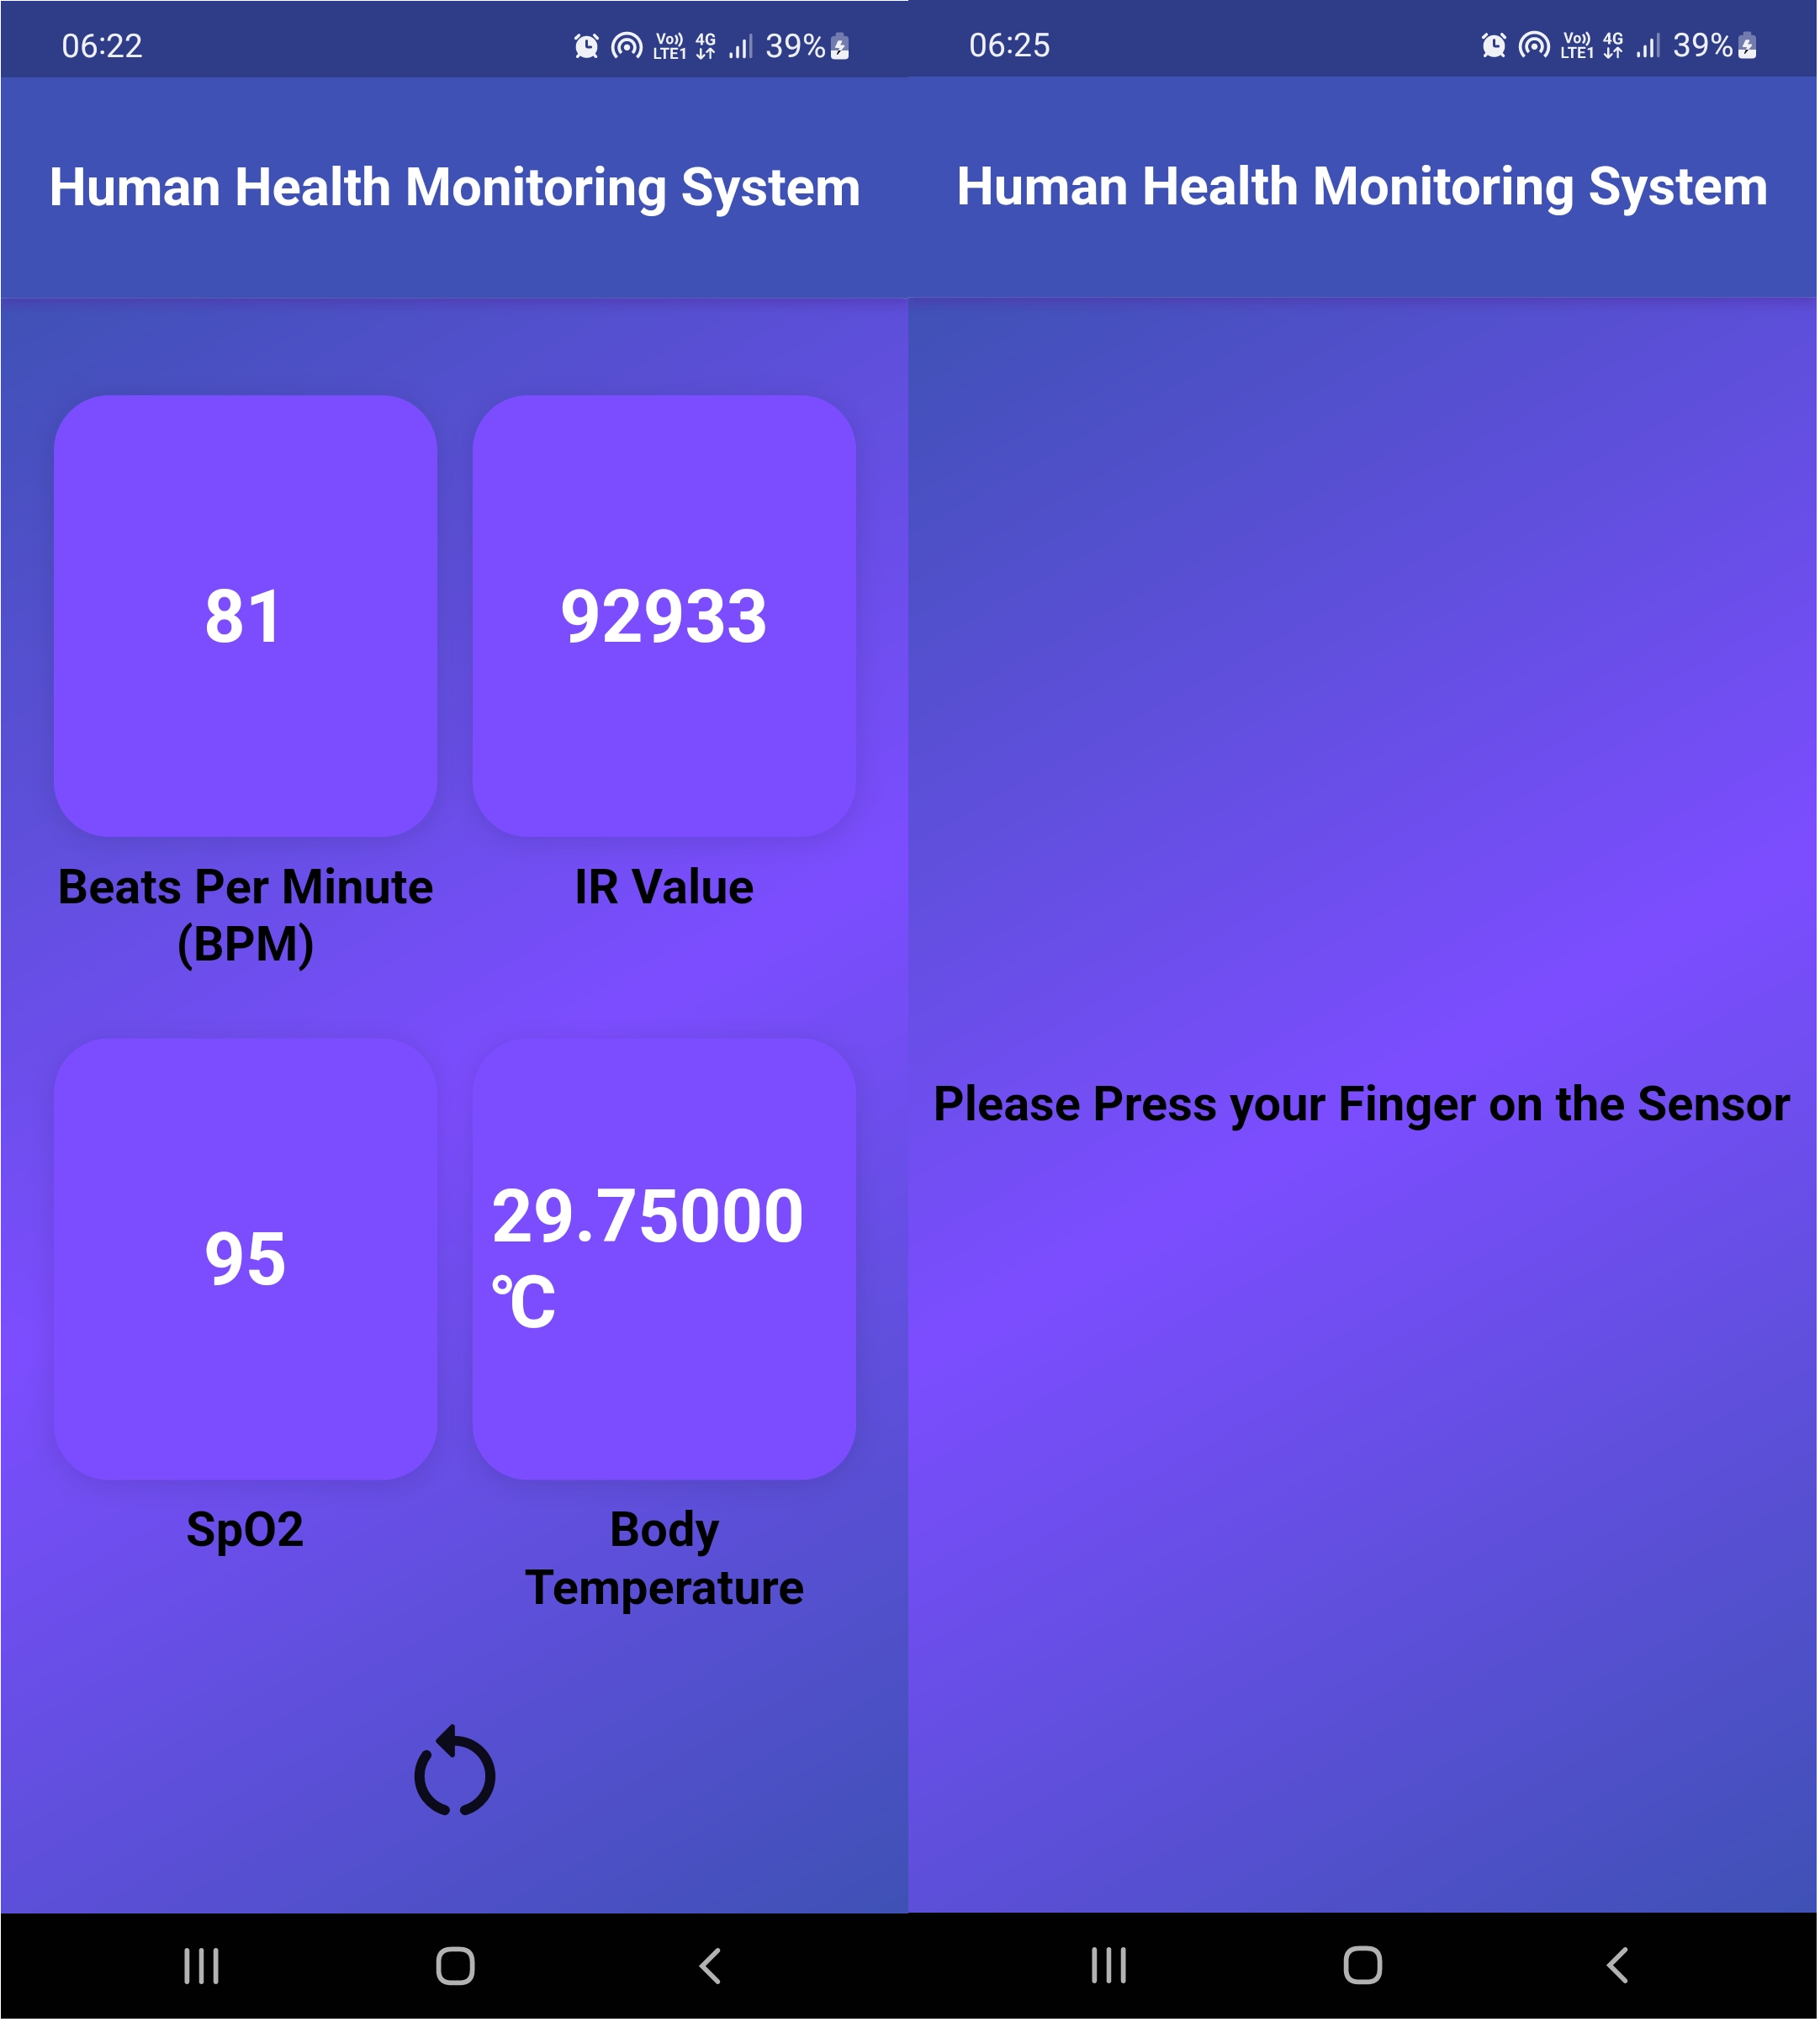 06:22
Vo)) LTE1 4G 39%
Human Health Monitoring System
81
92933
Beats Per Minute
(BPM)
IR Value
95
29.75000
°C
SpO2
Body
Temperature
06:25
Vo)) LTE1 4G 39%
Human Health Monitoring System
Please Press your Finger on the Sensor